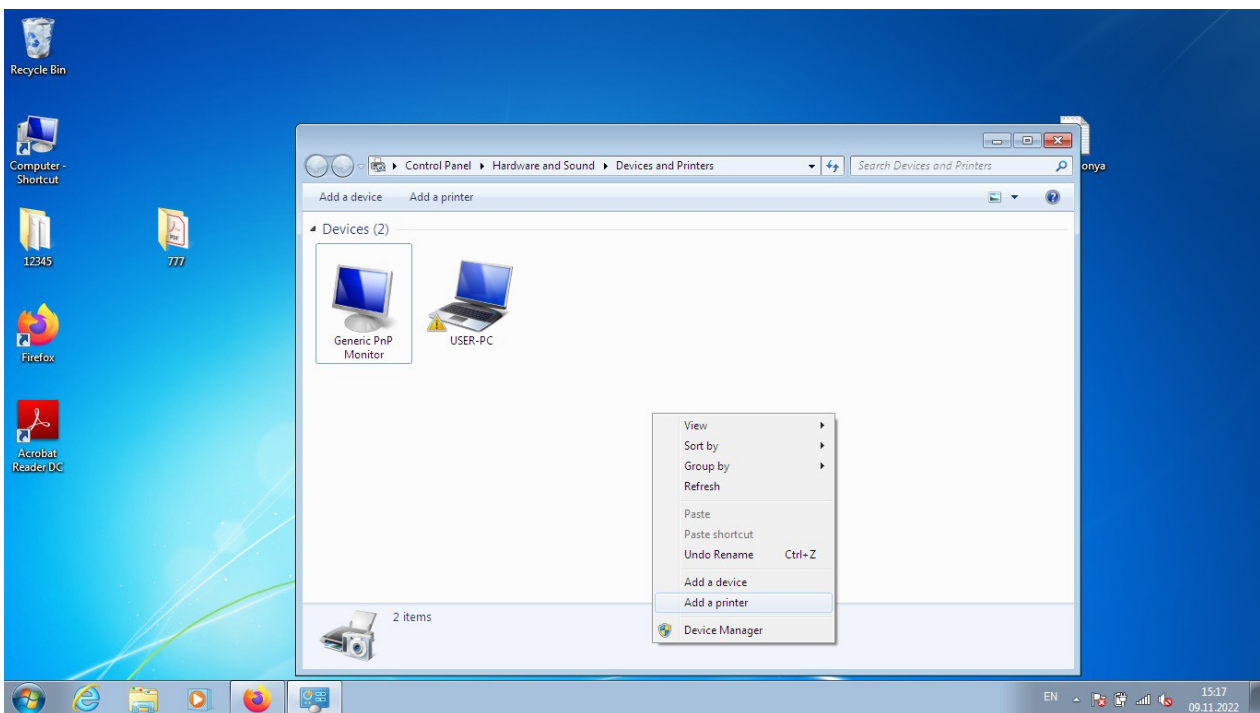 Recycle Bin
Computer -
Shortcut
12345
777
Firefox
Acrobat
Reader DC
onya
Control Panel Hardware and Sound Devices and Printers
Search Devices and Printers
Add a device Add a printer
Devices (2)
Generic PnP
Monitor
USER-PC
View
Sort by
Group by
Refresh
Paste
Paste shortcut
Undo Rename Ctrl+Z
Add a device
Add a printer
Device Manager
2 items
EN
15:17
09.11.2022